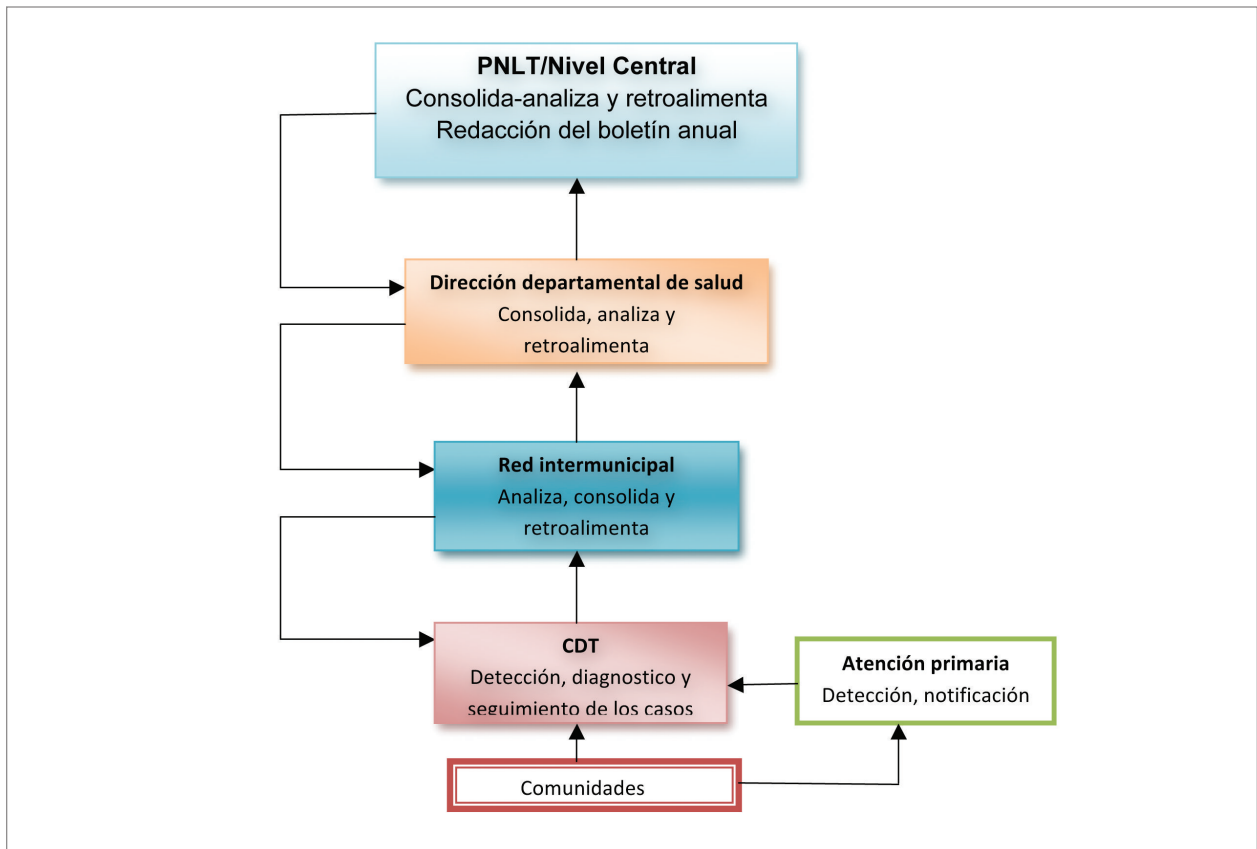 PNLT/Nivel Central
Consolida-analiza y retroalimenta
Redacción del boletín anual
Dirección departamental de salud
Consolida, analiza y
retroalimenta
Red intermunicipal
Analiza, consolida y
retroalimenta
CDT
Detección, diagnostico y
seguimiento de los casos
Atención primaria
Detección, notificación
Comunidades